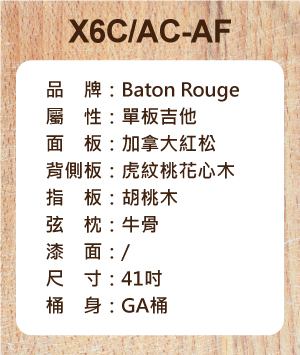 X6C/AC-AF
品　牌：Baton Rouge
屬　性：單板吉他
面　板：加拿大紅松
背側板：虎紋桃花心木
指　板：胡桃木
弦　枕：牛骨
漆　面：/
尺　寸：41吋
桶　身：GA桶